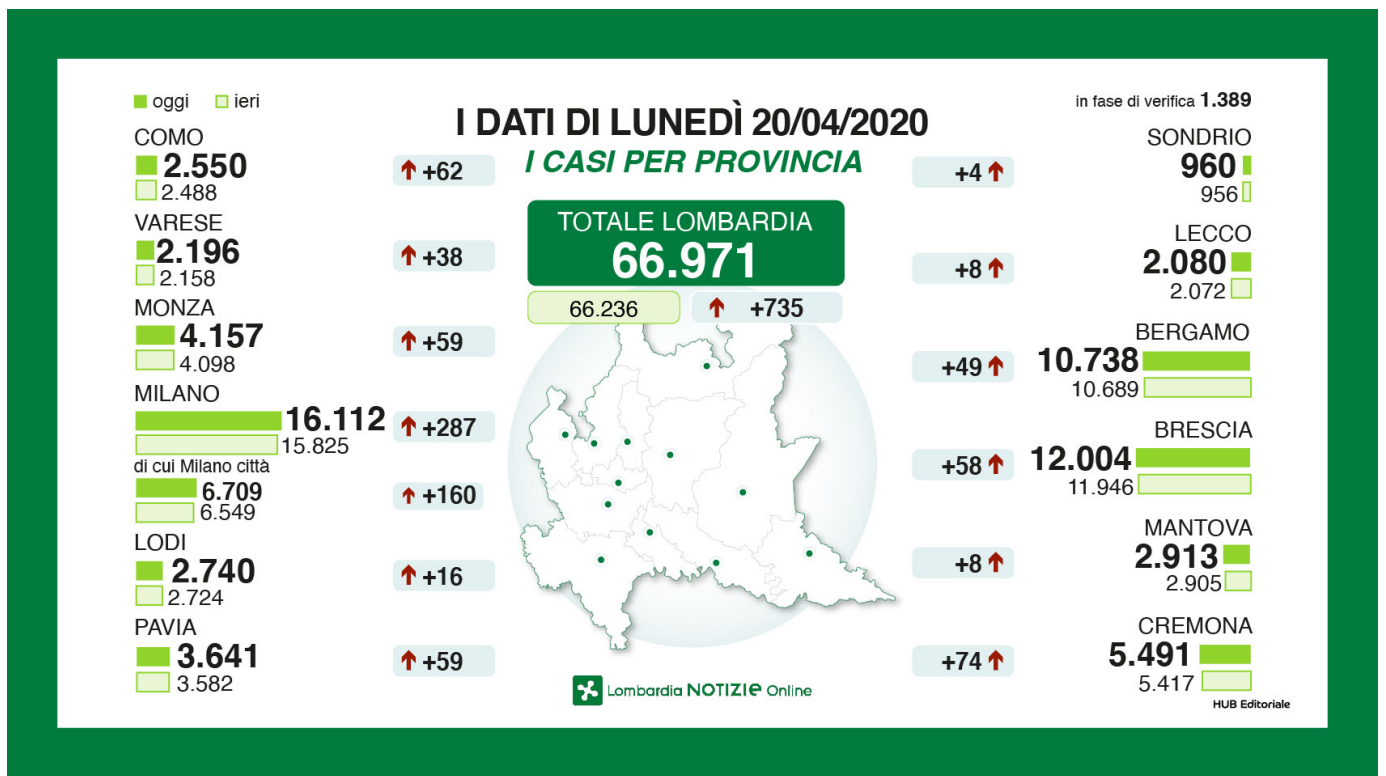 oggi ieri
I DATI DI LUNEDÌ 20/04/2020
I CASI PER PROVINCIA
in fase di verifica 1.389
TOTALE LOMBARDIA
66.971
66.236
+735
COMO
2.550
+62
2.488
VARESE
2.196
+38
2.158
MONZA
4.157
+59
4.098
MILANO
16.112
+287
15.825
di cui Milano città
6.709
+160
6.549
LODI
2.740
+16
2.724
PAVIA
3.641
+59
3.582
SONDRIO
+4
960
956
LECCO
+8
2.080
2.072
BERGAMO
+49
10.738
10.689
BRESCIA
+58
12.004
11.946
MANTOVA
+8
2.913
2.905
CREMONA
+74
5.491
5.417
Lombardia NOTIZIE Online
HUB Editoriale